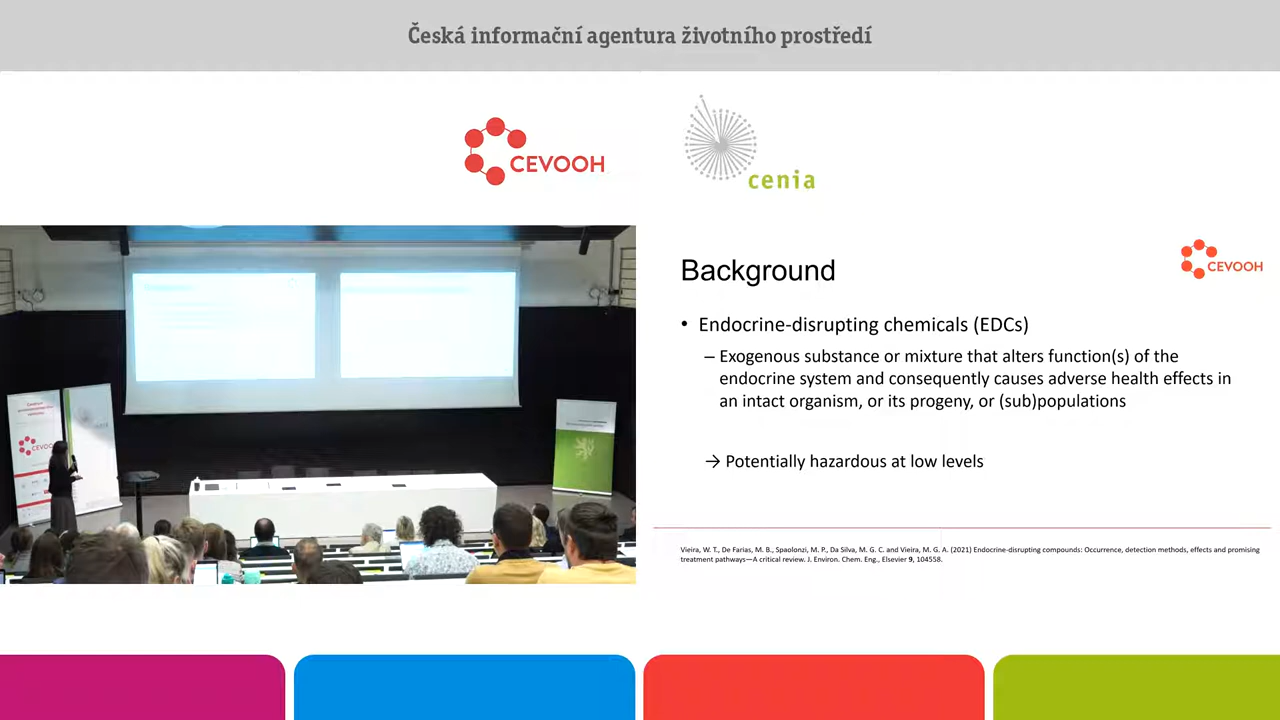 Česká informační agentura životního prostředí
CEVOOH
cenia
CEVOOH
Background
CEVOOH
• Endocrine-disrupting chemicals (EDCs)
– Exogenous substance or mixture that alters function(s) of the
endocrine system and consequently causes adverse health effects in
an intact organism, or its progeny, or (sub)populations
→ Potentially hazardous at low levels
Vieira, W. T., De Farias, M. B., Spaolonzi, M. P., Da Silva, M. G. C. and Vieira, M. G. A. (2021) Endocrine-disrupting compounds: Occurrence, detection methods, effects and promising
treatment pathways—A critical review. J. Environ. Chem. Eng., Elsevier 9, 104558.